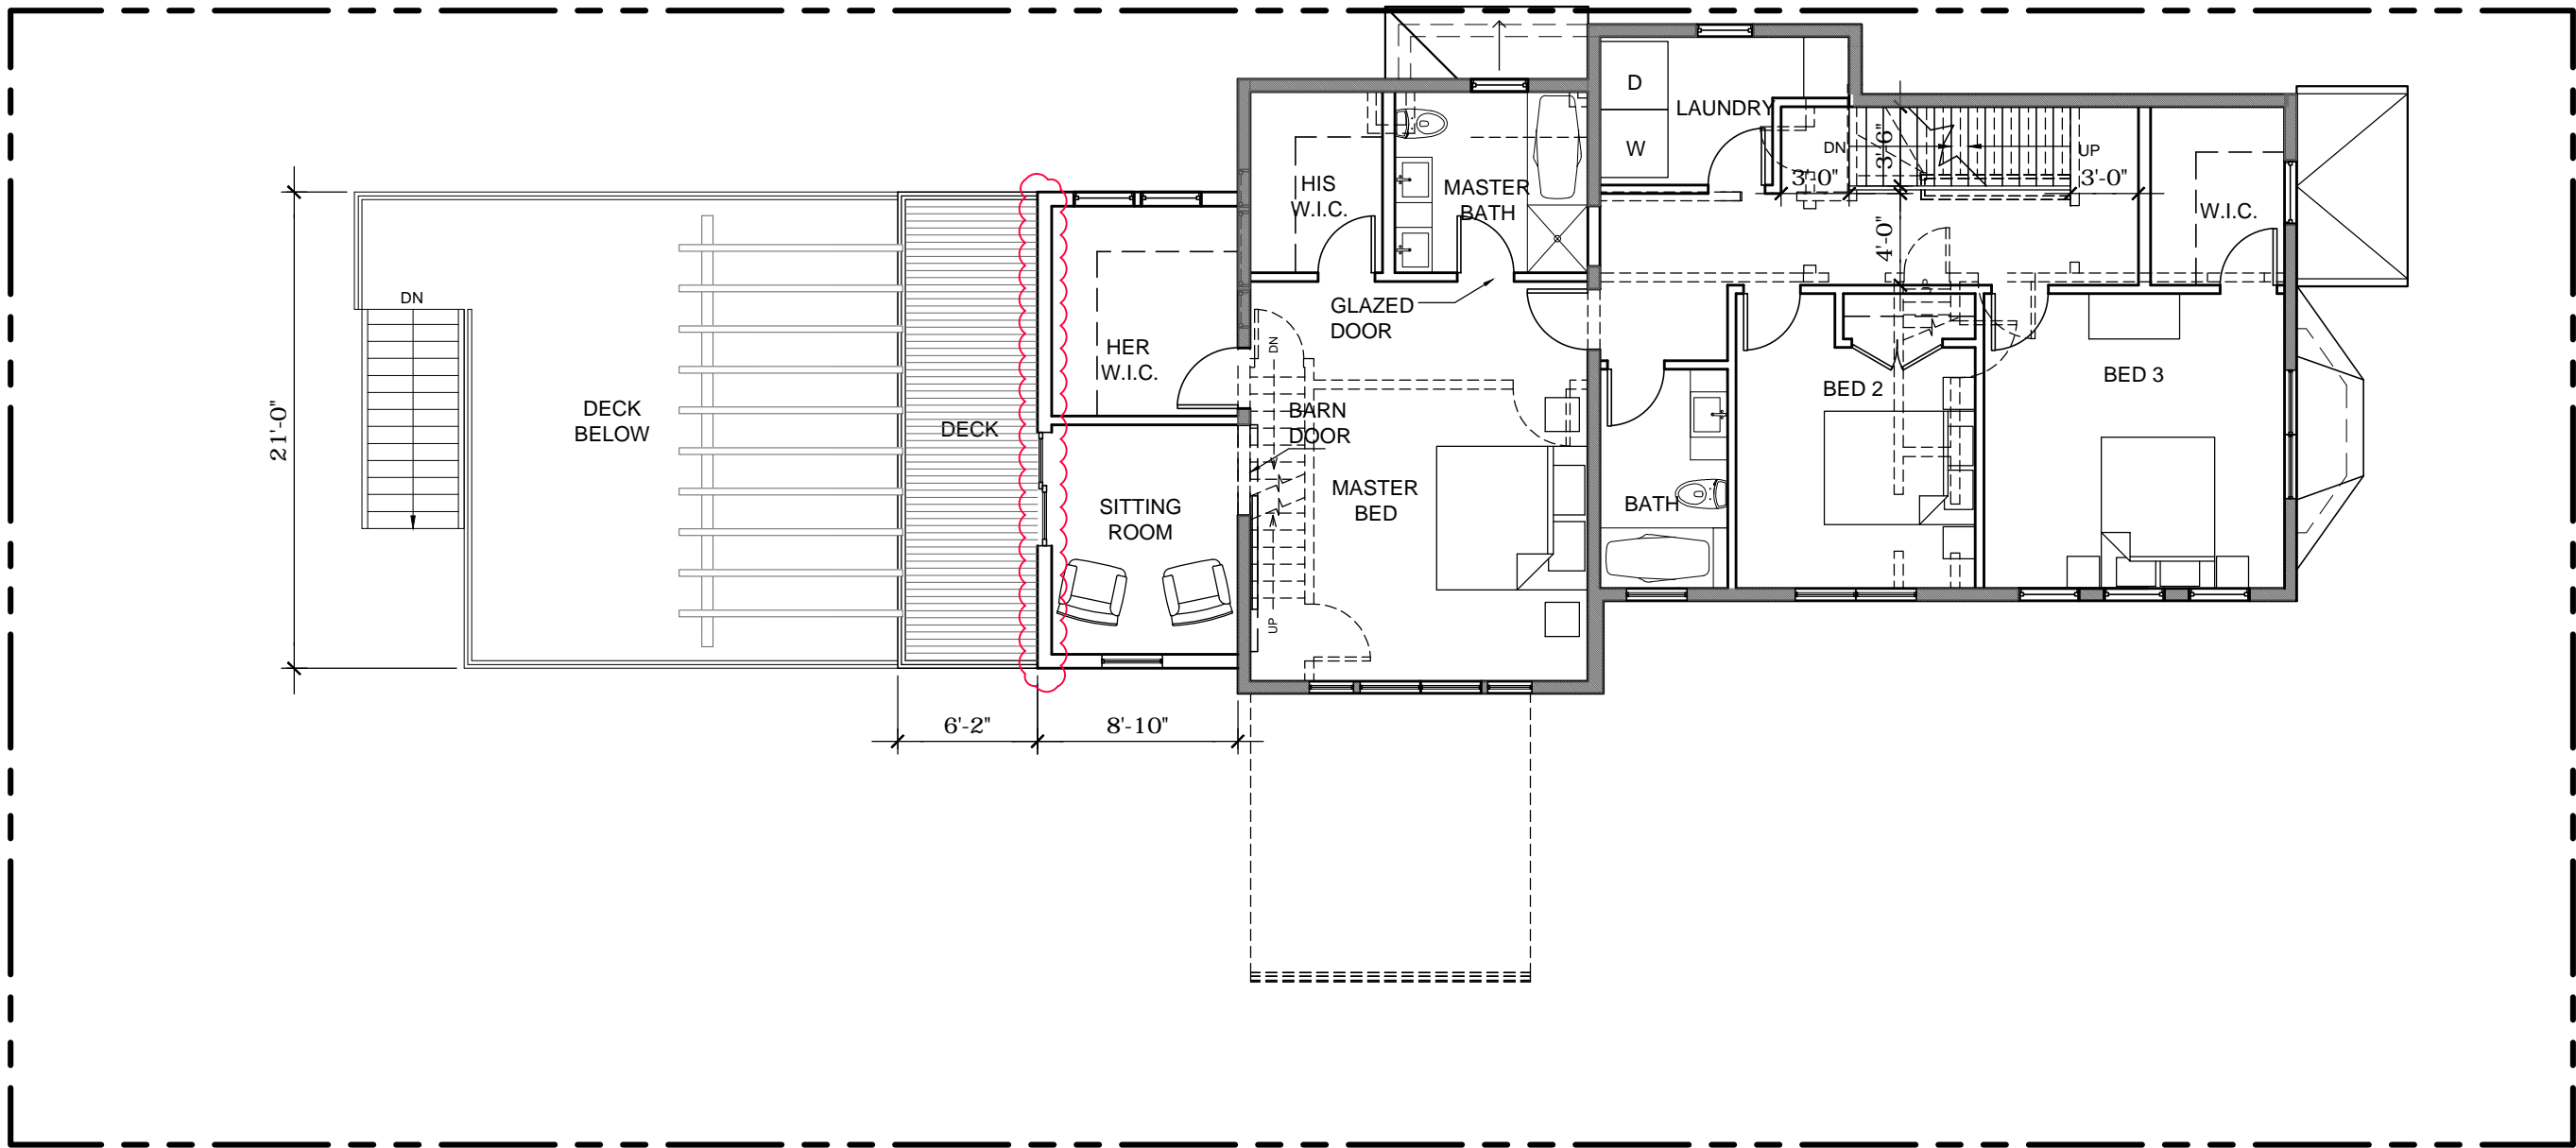 D
LAUNDRY
W
3'-6"
DN
UP
3'-0"
3'-0"
HIS
W.I.C.
MASTER
BATH
W.I.C.
4'-0"
DN
UP
GLAZED
DOOR
HER
W.I.C.
DN
BED 2
BED 3
21'-0"
DECK
BELOW
DECK
BARN
DOOR
SITTING
ROOM
MASTER
BED
BATH
UP
6'-2"
8'-10"